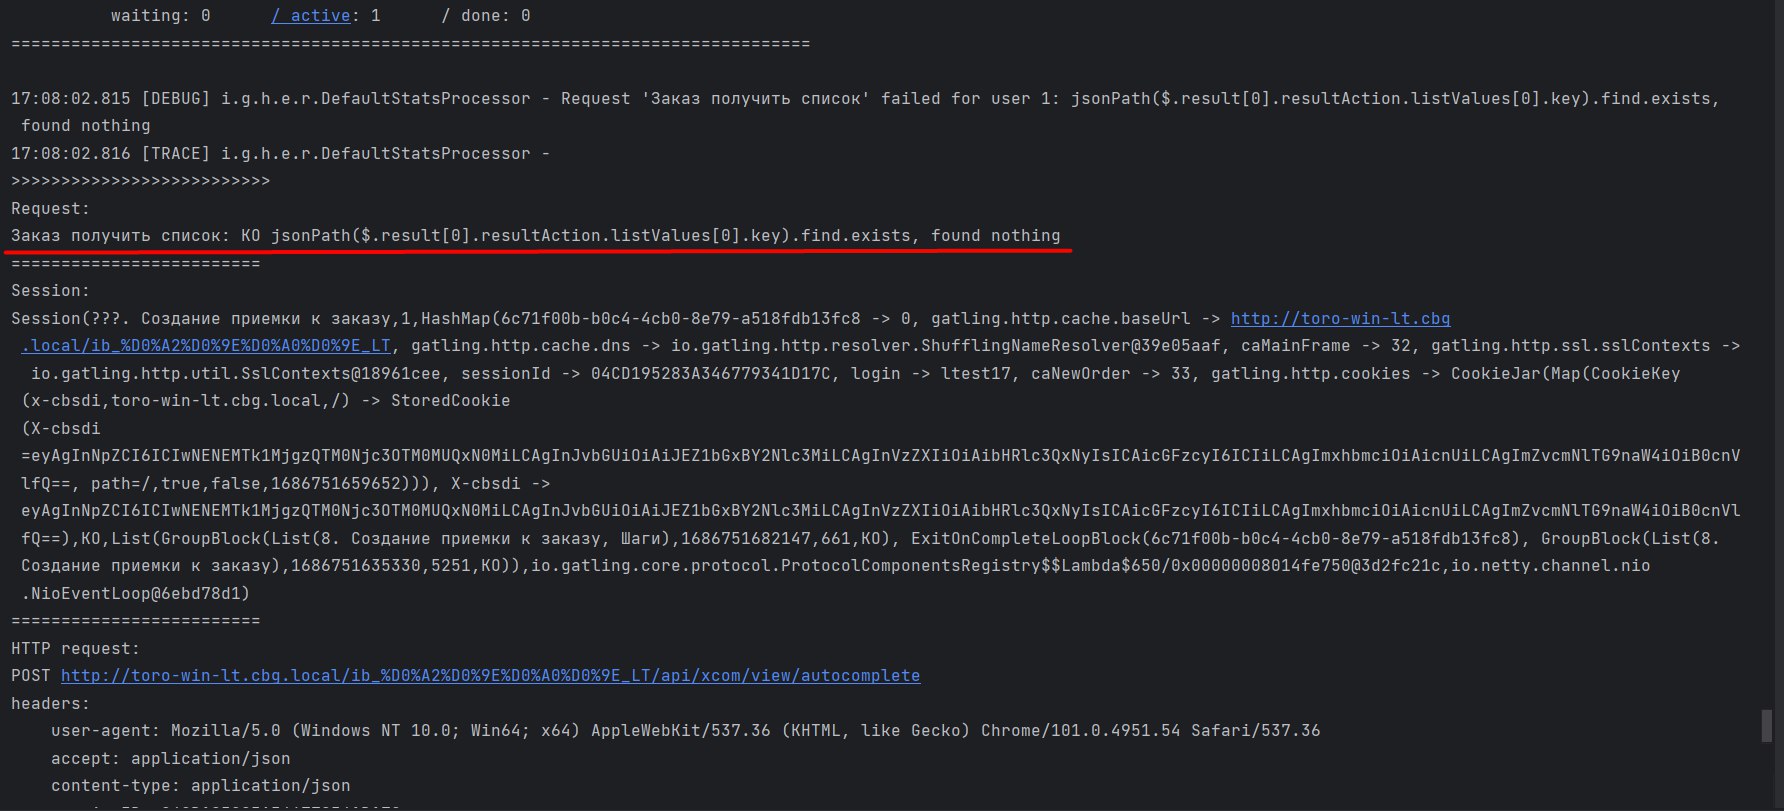 waiting: 0      / active: 1      / done: 0
================================================================================
17:08:02.815 [DEBUG] i.g.h.e.r.DefaultStatsProcessor - Request 'Заказ получить список' failed for user 1: jsonPath($.result[0].resultAction.listValues[0].key).find.exists,
found nothing
17:08:02.816 [TRACE] i.g.h.e.r.DefaultStatsProcessor -
>>>>>>>>>>>>>>>>>>>>>>>>>>
Request:
Заказ получить список: KO jsonPath($.result[0].resultAction.listValues[0].key).find.exists, found nothing
=========================
Session:
Session(???. Создание приемки к заказу,1,HashMap(6c71f00b-b0c4-4cb0-8e79-a518fdb13fc8 -> 0, gatling.http.cache.baseUrl -> http://toro-win-lt.cbg
.local/ib_%D0%A2%D0%9E%D0%A0%D0%9E_LT, gatling.http.cache.dns -> io.gatling.http.resolver.ShufflingNameResolver@39e05aaf, caMainFrame -> 32, gatling.http.ssl.sslContexts ->
io.gatling.http.util.SslContexts@18961cee, sessionId -> 04CD195283A346779341D17C, login -> ltest17, caNewOrder -> 33, gatling.http.cookies -> CookieJar(Map(CookieKey
(x-cbsdi,toro-win-lt.cbg.local,/) -> StoredCookie
(X-cbsdi
=eyAgInNpZCI6ICIwNENEMTk1MjgzQTM0Njc3OTM0MUQxN0MiLCAgInJvbGUiOiAiJEZ1bGxBY2Nlc3MiLCAgInVzZXIiOiAibHRlc3QxNyIsICAicGFzcyI6ICIiLCAgImxhbmciOiAicnUiLCAgImZvcmNlTG9naW4iOiB0cnV
lfQ==, path=/,true,false,1686751659652))), X-cbsdi ->
eyAgInNpZCI6ICIwNENEMTk1MjgzQTM0Njc3OTM0MUQxN0MiLCAgInJvbGUiOiAiJEZ1bGxBY2Nlc3MiLCAgInVzZXIiOiAibHRlc3QxNyIsICAicGFzcyI6ICIiLCAgImxhbmciOiAicnUiLCAgImZvcmNlTG9naW4iOiB0cnVl
fQ==),KO,List(GroupBlock(List(8. Создание приемки к заказу, Шаги),1686751682147,661,KO), ExitOnCompleteLoopBlock(6c71f00b-b0c4-4cb0-8e79-a518fdb13fc8), GroupBlock(List(8.
Создание приемки к заказу),1686751635330,5251,KO)),io.gatling.core.protocol.ProtocolComponentsRegistry$$Lambda$650/0x00000008014fe750@3d2fc21c,io.netty.channel.nio
.NioEventLoop@6ebd78d1)
=========================
HTTP request:
POST http://toro-win-lt.cbg.local/ib_%D0%A2%D0%9E%D0%A0%D0%9E_LT/api/xcom/view/autocomplete
headers:
user-agent: Mozilla/5.0 (Windows NT 10.0; Win64; x64) AppleWebKit/537.36 (KHTML, like Gecko) Chrome/101.0.4951.54 Safari/537.36
accept: application/json
content-type: application/json